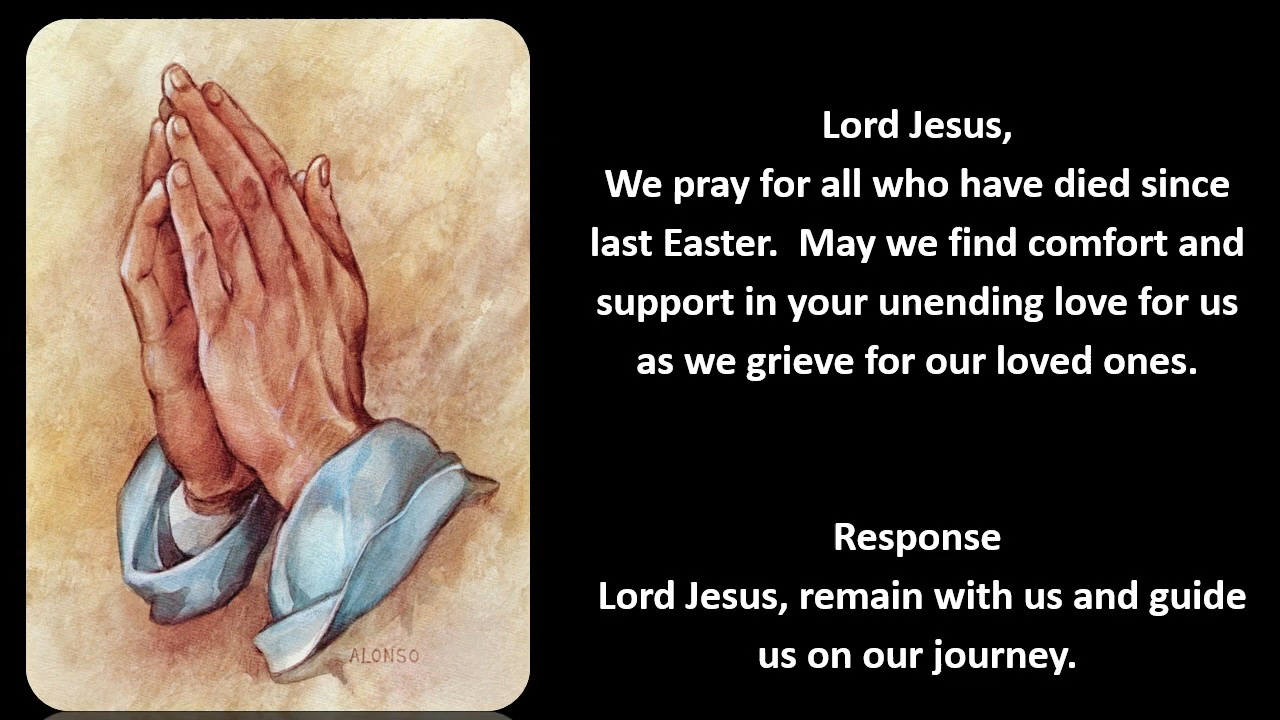 Lord Jesus,
We pray for all who have died since
last Easter.  May we find comfort and
support in your unending love for us
as we grieve for our loved ones.
Response
Lord Jesus, remain with us and guide
us on our journey.
ALONSO